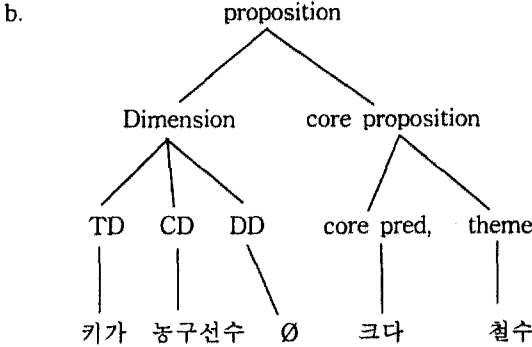 b. proposition
Dimension core proposition
TD CD DD core pred, theme
키가 농구선수 Ø 크다 철수